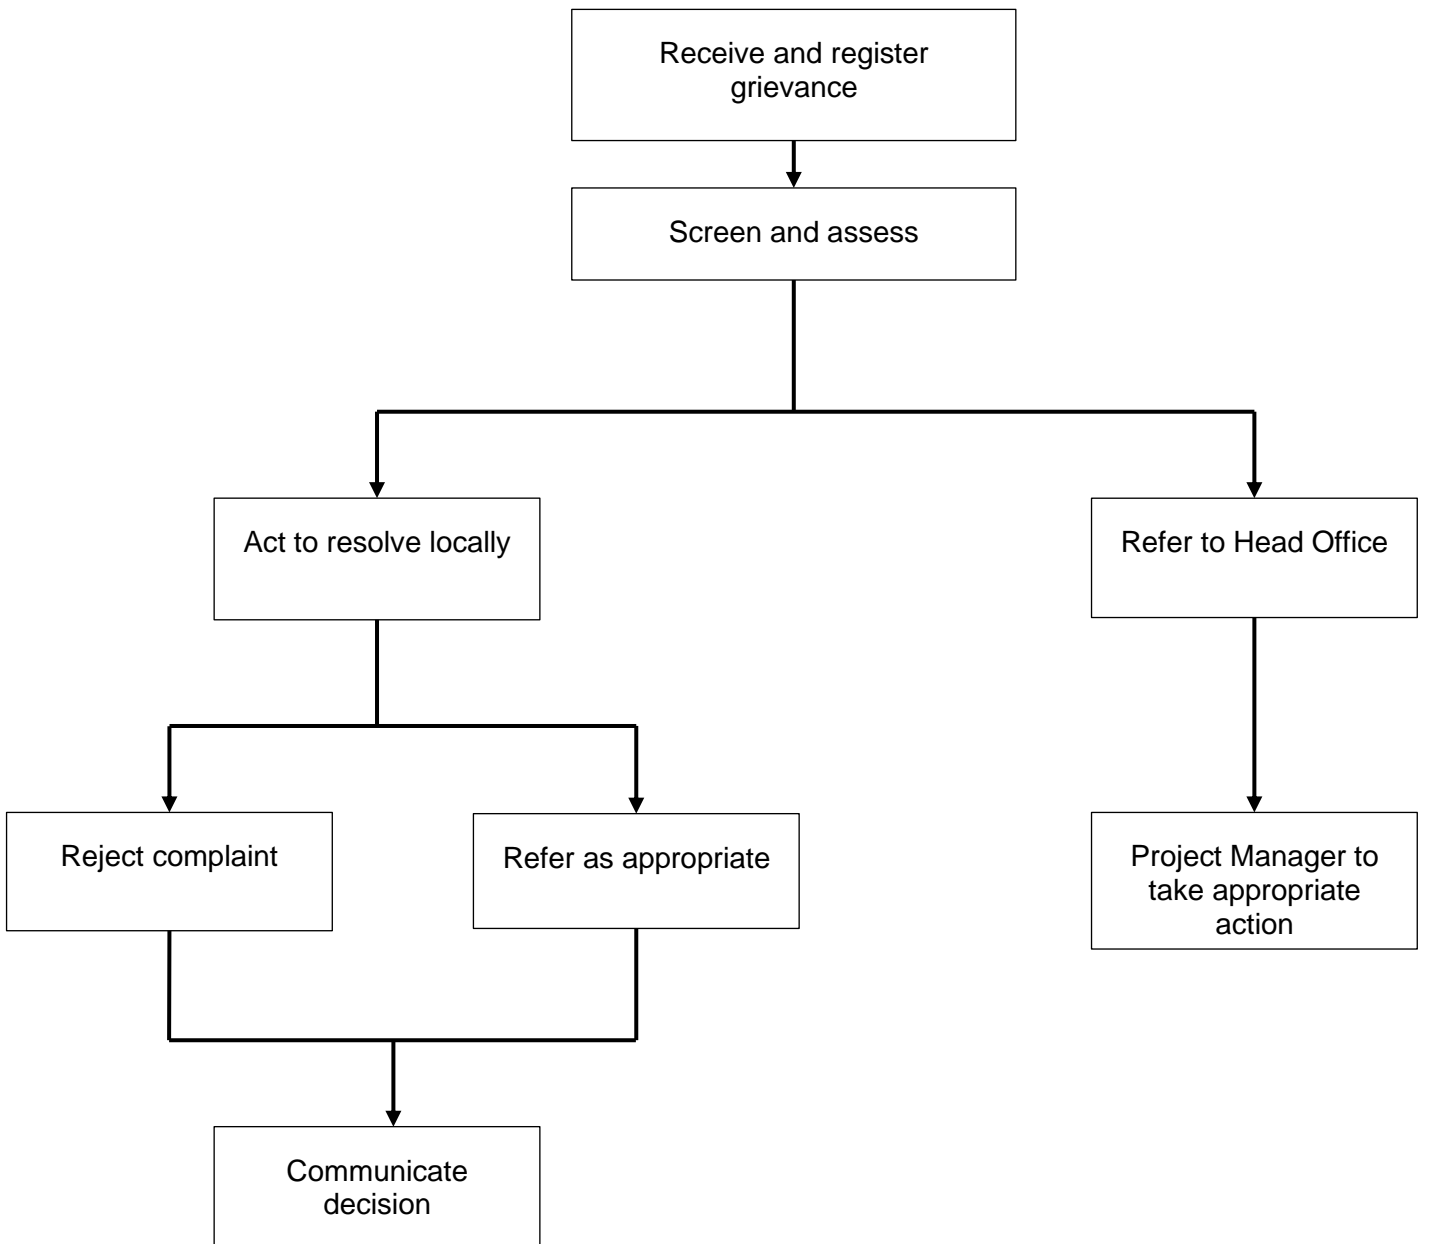 Receive and register
grievance
Screen and assess
Act to resolve locally
Refer to Head Office
Reject complaint
Refer as appropriate
Project Manager to
take appropriate
action
Communicate
decision